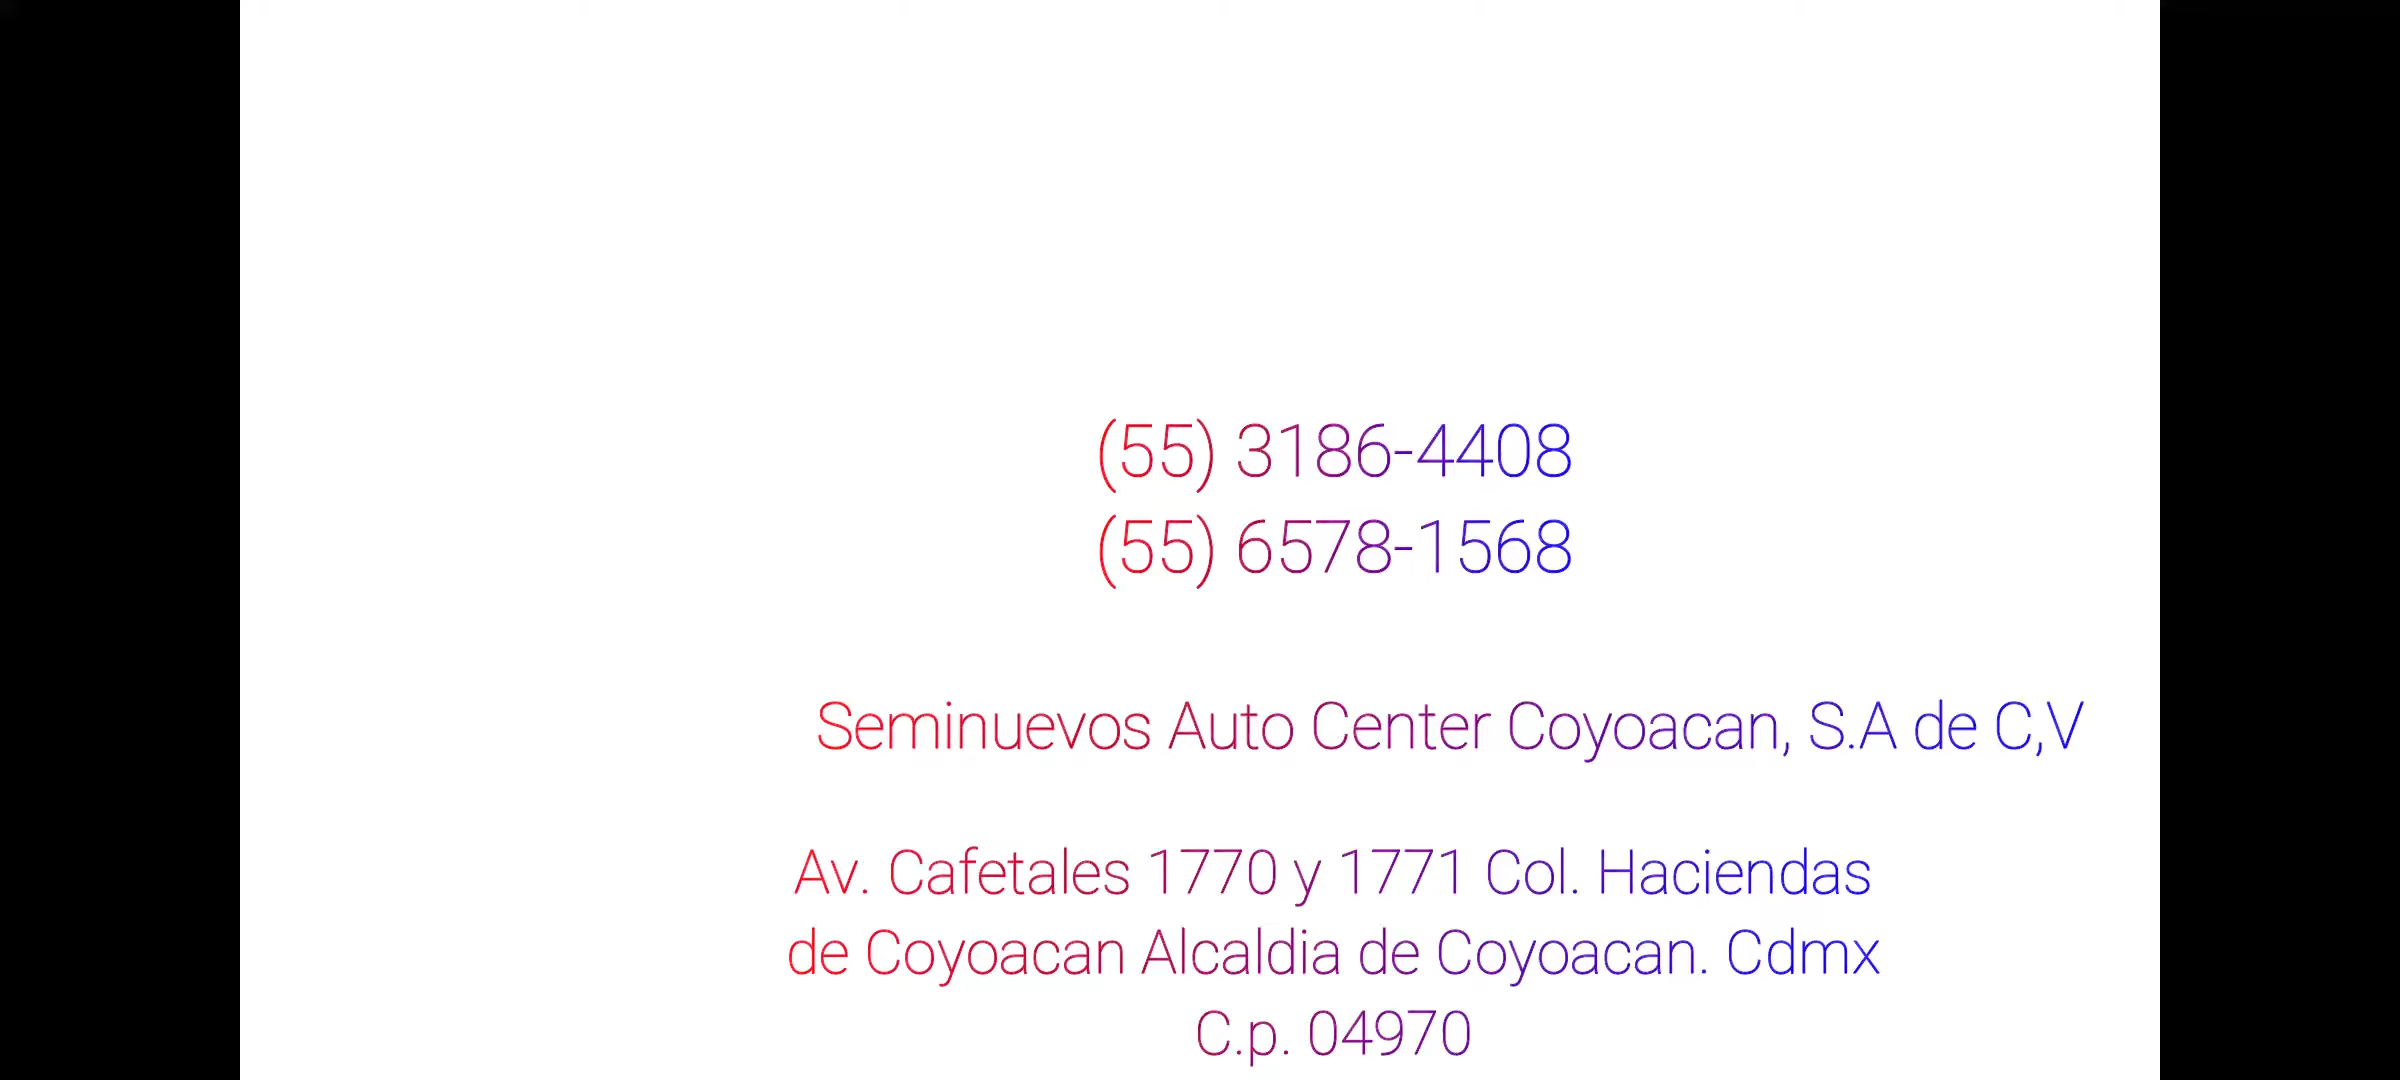 (55) 3186-4408
(55) 6578-1568
Seminuevos Auto Center Coyoacan, S.A de C,V
Av. Cafetales 1770 y 1771 Col. Haciendas
de Coyoacan Alcaldia de Coyoacan. Cdmx
C.p. 04970